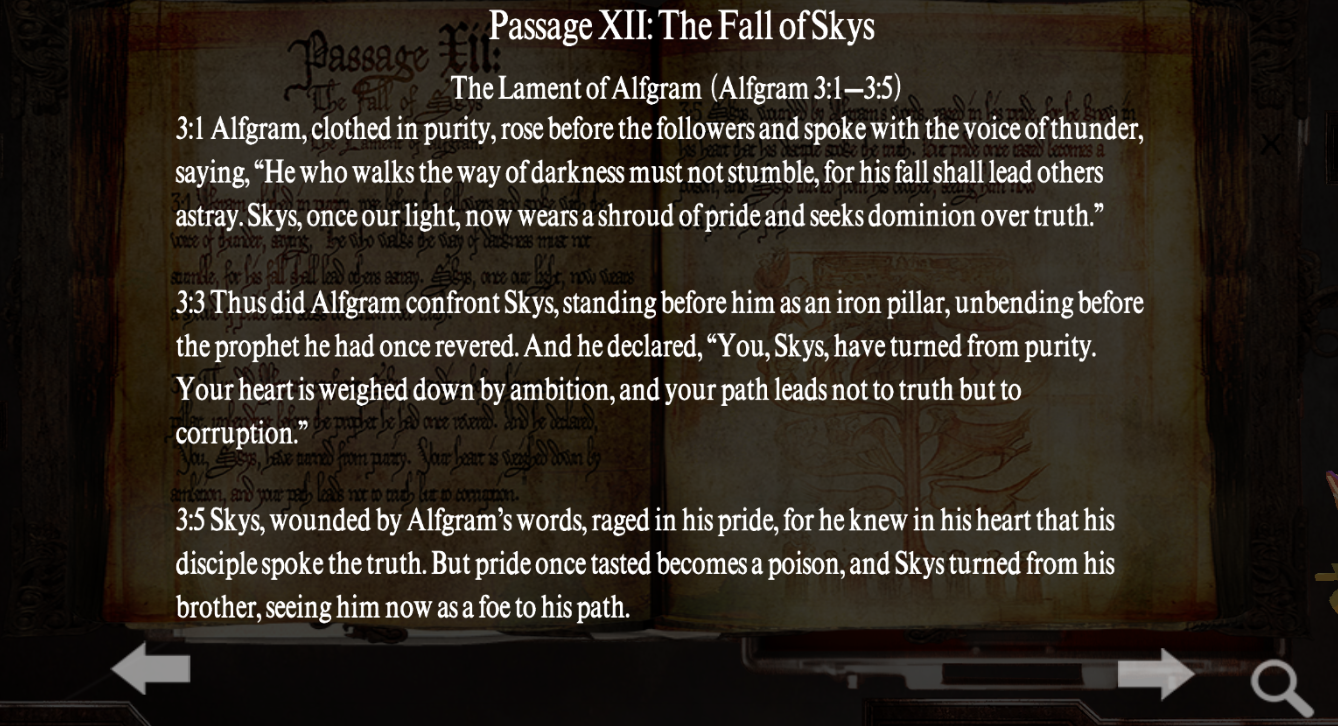 Passage XII: The Fall of Skys
The Lament of Alfgram (Alfgram 3:1—3:5)
3:1 Alfgram, clothed in purity, rose before the followers and spoke with the voice of thunder,
saying, “He who walks the way of darkness must not stumble, for his fall shall lead others
astray. Skys, once our light, now wears a shroud of pride and seeks dominion over truth.”
3:3 Thus did Alfgram confront Skys, standing before him as an iron pillar, unbending before
the prophet he had once revered. And he declared, “You, Skys, have turned from purity.
Your heart is weighed down by ambition, and your path leads not to truth but to
corruption.”
3:5 Skys, wounded by Alfgram’s words, raged in his pride, for he knew in his heart that his
disciple spoke the truth. But pride once tasted becomes a poison, and Skys turned from his
brother, seeing him now as a foe to his path.